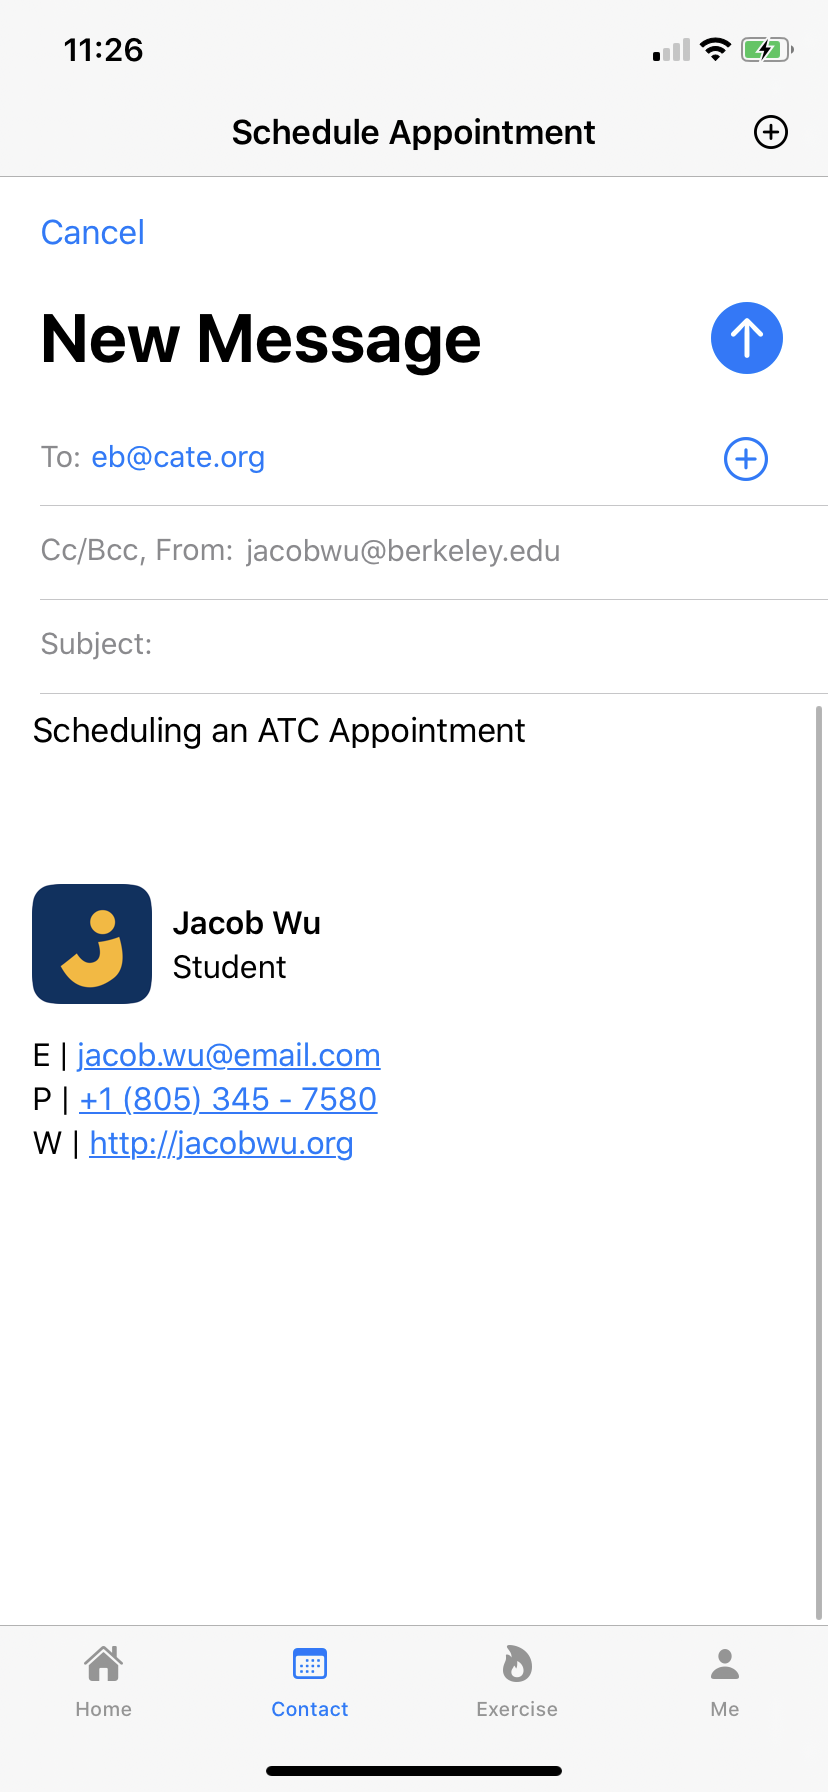 11:26
Schedule Appointment
Cancel
New Message
To: eb@cate.org
Cc/Bcc, From: jacobwu@berkeley.edu
Subject:
Scheduling an ATC Appointment
Jacob Wu
Student
E | jacob.wu@email.com
P | +1 (805) 345 - 7580
W | http://jacobwu.org
Home
Contact
Exercise
Me